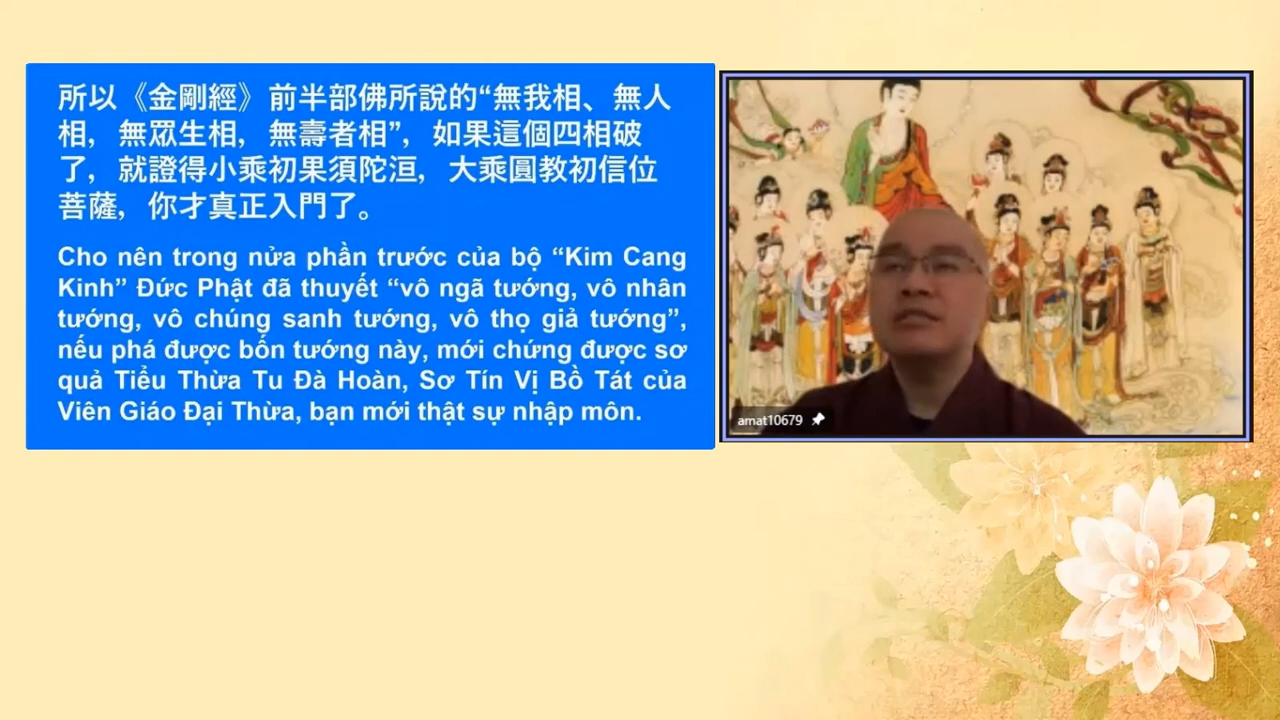 所以《金剛經》前半部佛所說的“無我相、無人
相，無眾生相，無壽者相”，如果這個四相破
了，就證得小乘初果須陀洹，大乘圓教初信位
菩薩，你才真正入門了。
Cho nên trong nửa phần trước của bộ “Kim Cang
Kinh” Đức Phật đã thuyết “vô ngã tướng, vô nhân
tướng, vô chúng sanh tướng, vô thọ giả tướng”,
nếu phá được bốn tướng này, mới chứng được sơ
quả Tiểu Thừa Tu Đà Hoàn, Sơ Tín Vị Bồ Tát của
Viên Giáo Đại Thừa, bạn mới thật sự nhập môn.
amat10679